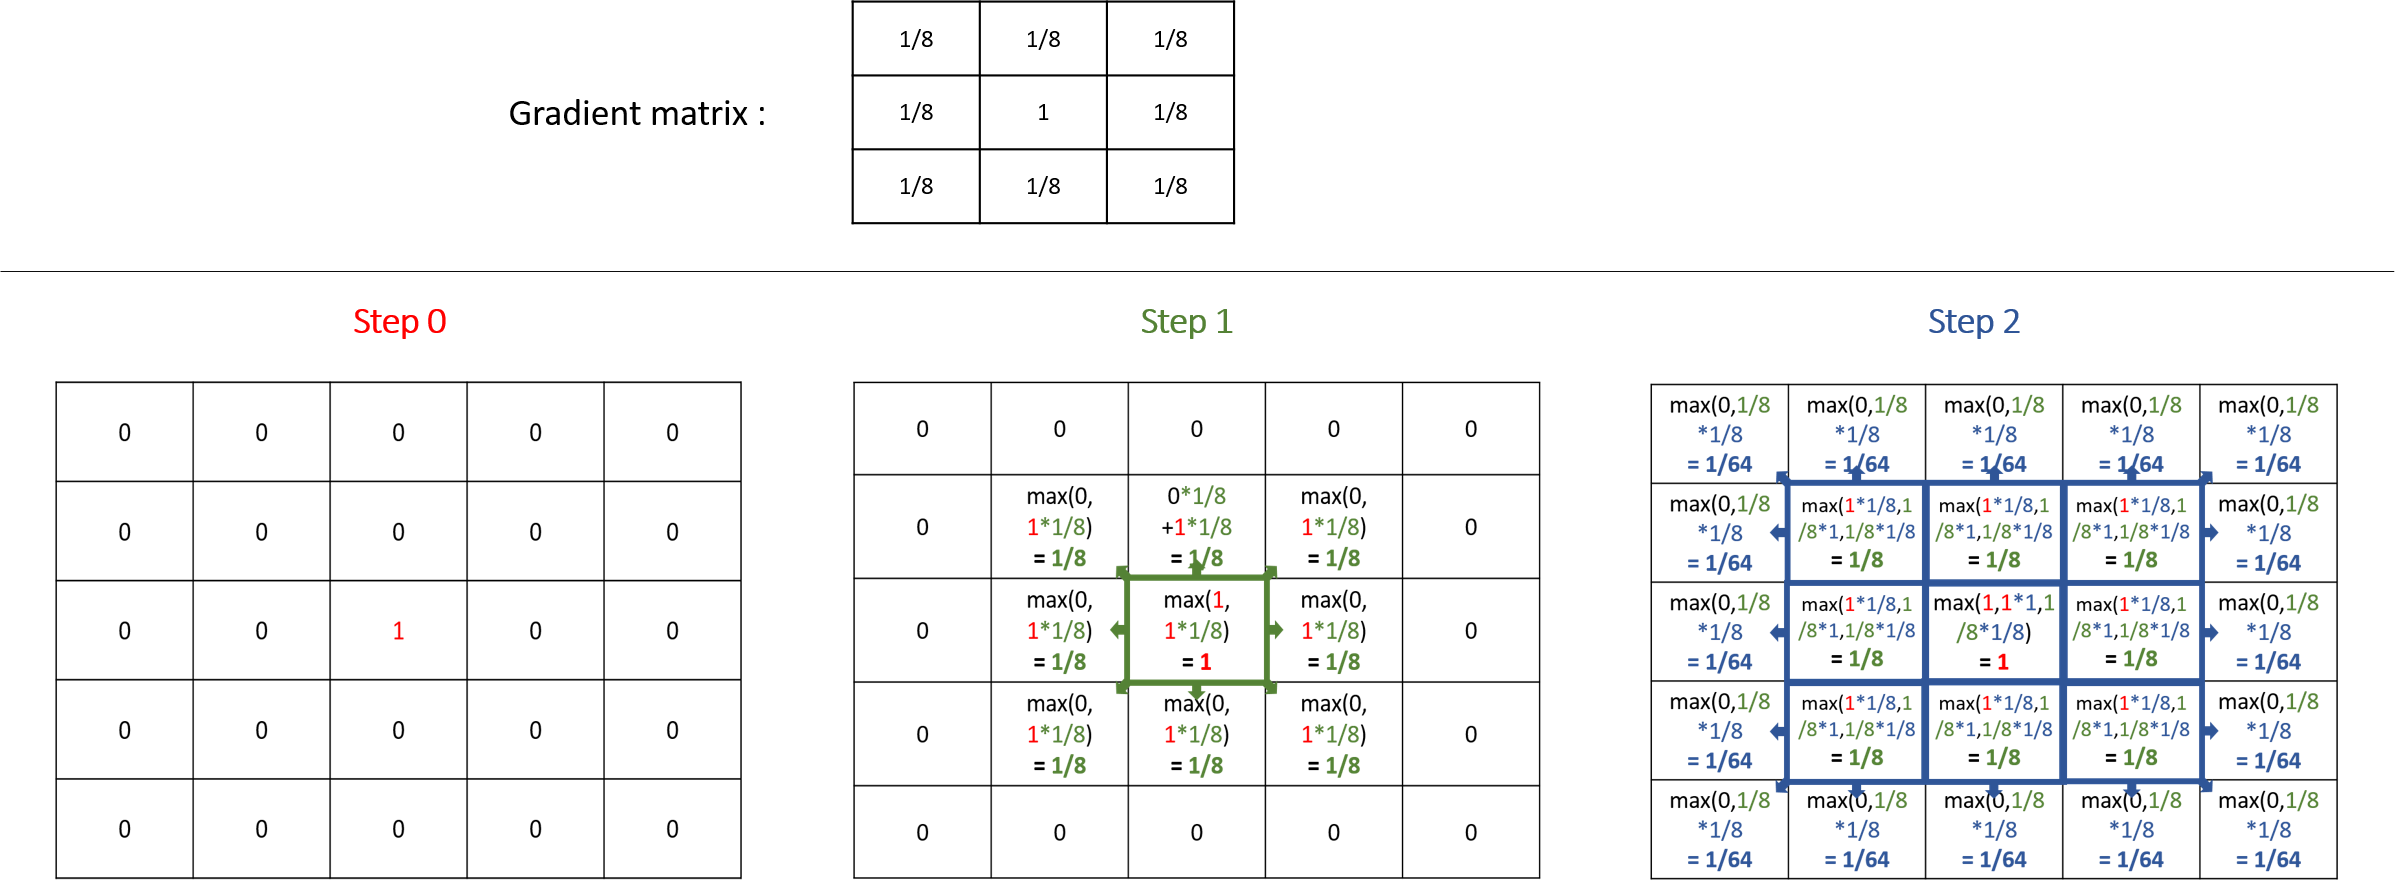 1/8 1/8 1/8
Gradient matrix : 1/8 1 1/8
1/8 1/8 1/8
Step 0
0 0 0 0 0
0 0 0 0 0
0 0 1 0 0
0 0 0 0 0
0 0 0 0 0
Step 1
0 0 0 0 0
0
max(0,
1*1/8)
= 1/8
0*1/8
+1*1/8
= 1/8
max(0,
1*1/8)
= 1/8
0
0
max(0,
1*1/8)
= 1/8
max(1,
1*1/8)
= 1
max(0,
1*1/8)
= 1/8
0
0
max(0,
1*1/8)
= 1/8
max(0,
1*1/8)
= 1/8
max(0,
1*1/8)
= 1/8
0
0 0 0 0 0
Step 2
max(0,1/8
*1/8
= 1/64
max(0,1/8
*1/8
= 1/64
max(0,1/8
*1/8
= 1/64
max(0,1/8
*1/8
= 1/64
max(0,1/8
*1/8
= 1/64
max(0,1/8
*1/8
= 1/64
max(1*1/8,1
/8*1,1/8*1/8
= 1/8
max(1*1/8,1
/8*1,1/8*1/8
= 1/8
max(1*1/8,1
/8*1,1/8*1/8
= 1/8
max(0,1/8
*1/8
= 1/64
max(0,1/8
*1/8
= 1/64
max(1*1/8,1
/8*1,1/8*1/8
= 1/8
max(1,1*1,1
/8*1/8)
= 1
max(1*1/8,1
/8*1,1/8*1/8
= 1/8
max(0,1/8
*1/8
= 1/64
max(0,1/8
*1/8
= 1/64
max(1*1/8,1
/8*1,1/8*1/8
= 1/8
max(1*1/8,1
/8*1,1/8*1/8
= 1/8
max(1*1/8,1
/8*1,1/8*1/8
= 1/8
max(0,1/8
*1/8
= 1/64
max(0,1/8
*1/8
= 1/64
max(0,1/8
*1/8
= 1/64
max(0,1/8
*1/8
= 1/64
max(0,1/8
*1/8
= 1/64
max(0,1/8
*1/8
= 1/64